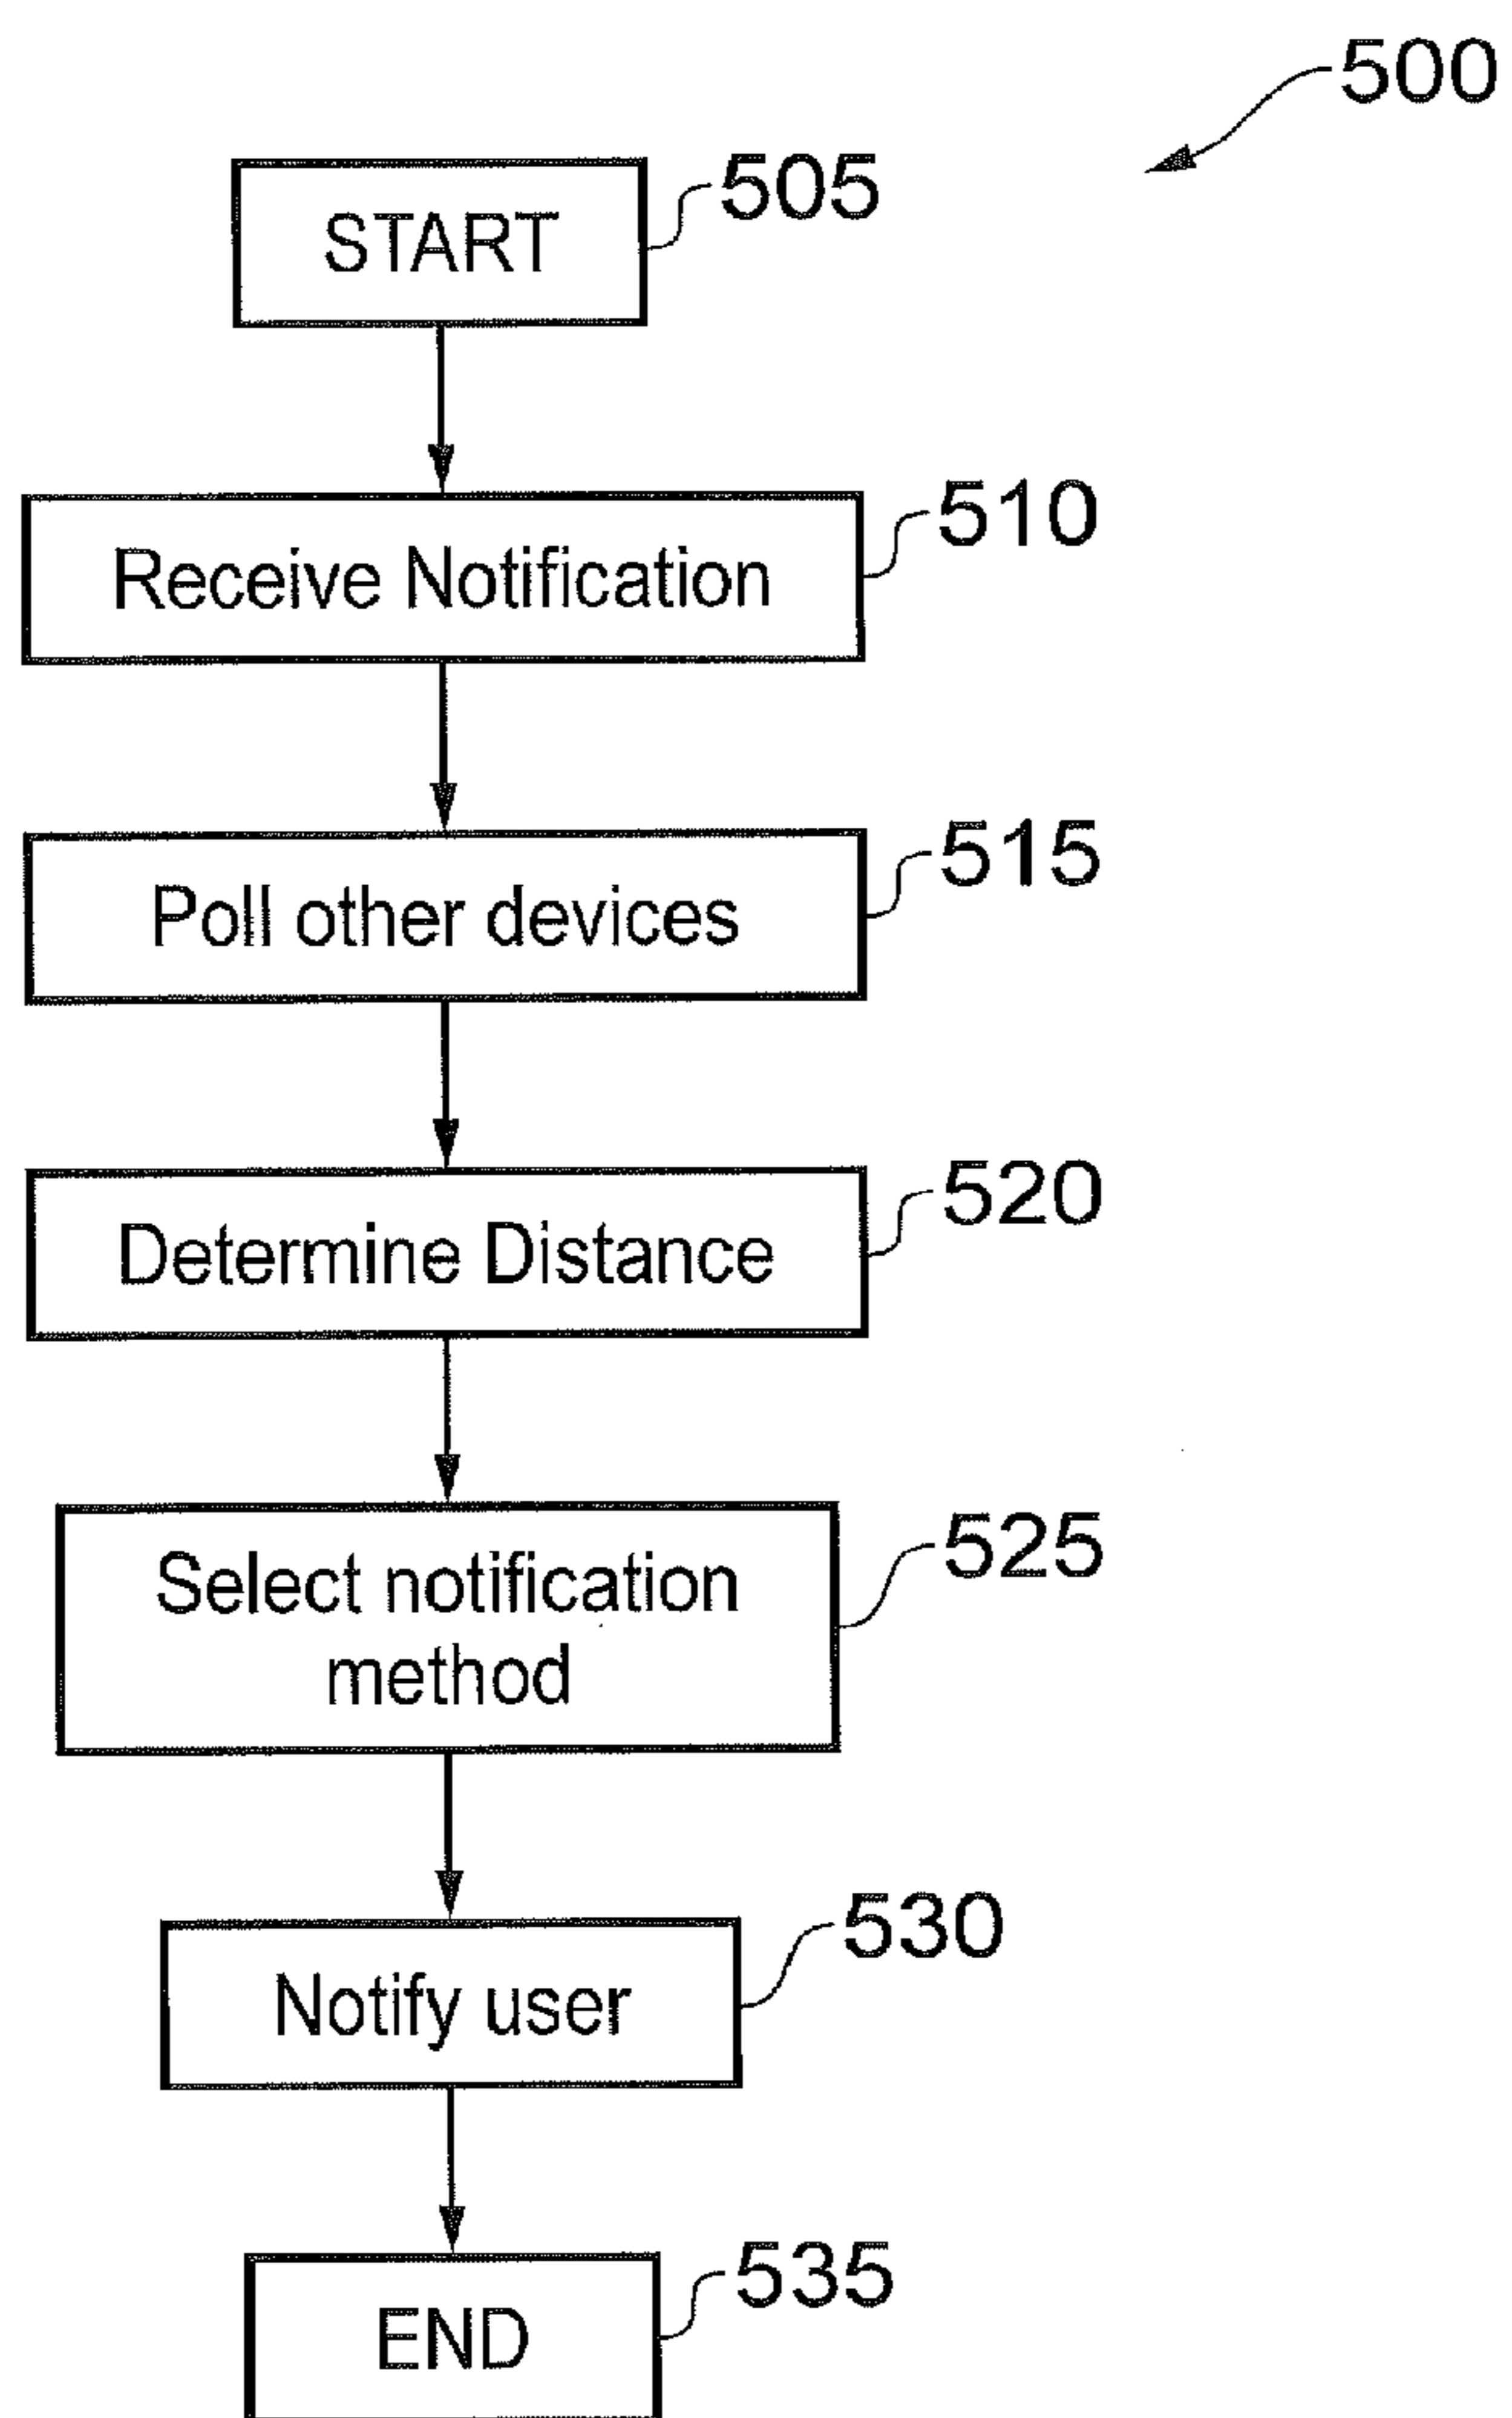 500
START
505
Receive Notification
510
Poll other devices
515
Determine Distance
520
Select notification
method
525
Notify user
530
END
535